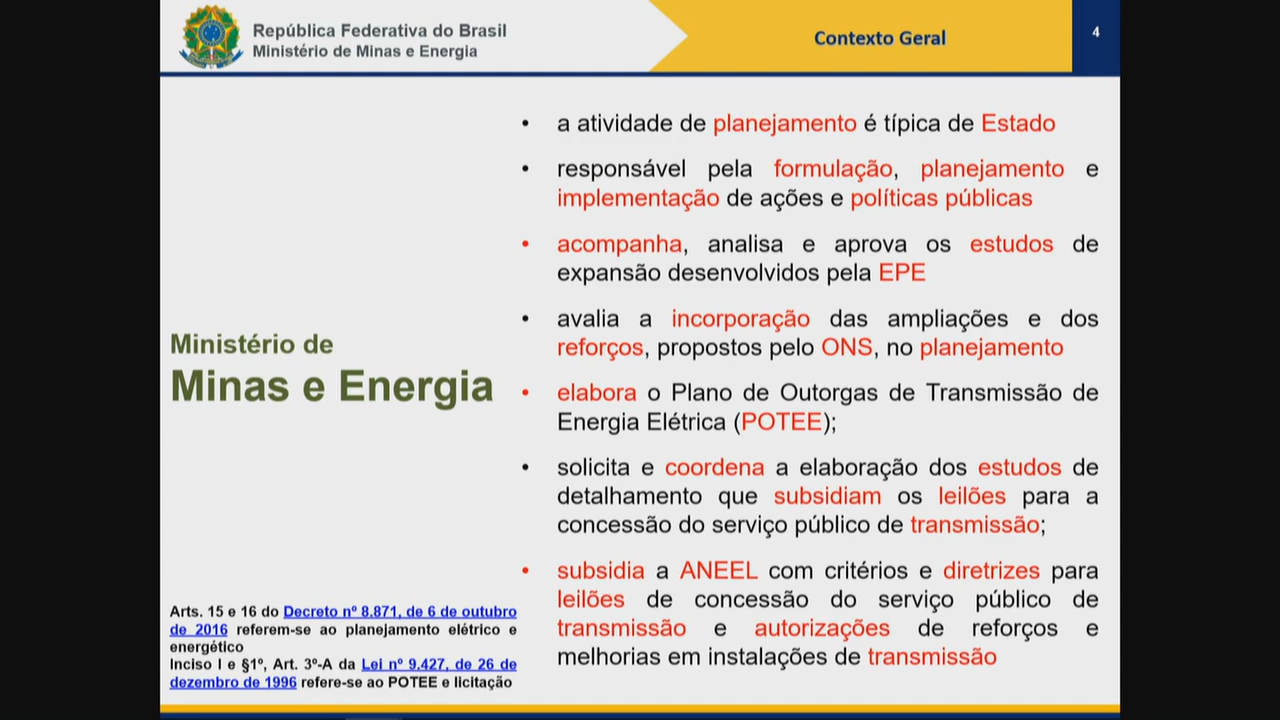 República Federativa do Brasil
Ministério de Minas e Energia
Contexto Geral
4
• a atividade de planejamento é típica de Estado
• responsável pela formulação, planejamento e
implementação de ações e políticas públicas
• acompanha, analisa e aprova os estudos de
expansão desenvolvidos pela EPE
• avalia a incorporação das ampliações e dos
reforços, propostos pelo ONS, no planejamento
• elabora o Plano de Outorgas de Transmissão de
Energia Elétrica (POTEE);
• solicita e coordena a elaboração dos estudos de
detalhamento que subsidiam os leilões para a
concessão do serviço público de transmissão;
• subsidia a ANEEL com critérios e diretrizes para
leilões de concessão do serviço público de
transmissão e autorizações de reforços e
melhorias em instalações de transmissão
Ministério de
Minas e Energia
Arts. 15 e 16 do Decreto nº 8.871, de 6 de outubro
de 2016 referem-se ao planejamento elétrico e
energético
Inciso I e §1º, Art. 3º-A da Lei nº 9.427, de 26 de
dezembro de 1996 refere-se ao POTEE e licitação